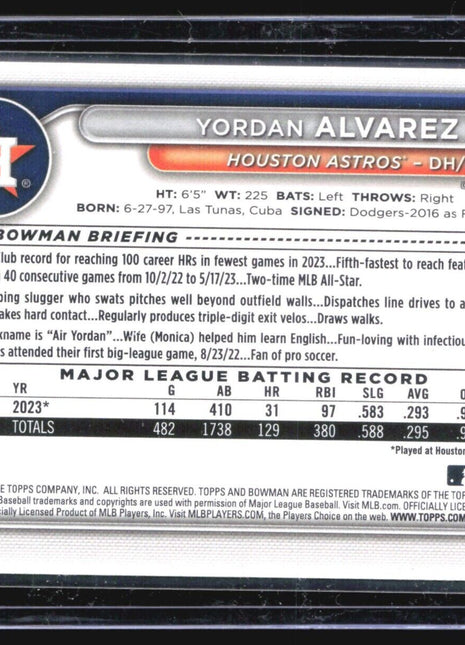 YORDAN ALVAREZ
HOUSTON ASTROS® – DH/
HT: 6'5" WT: 225 BATS: Left THROWS: Right
BORN: 6-27-97, Las Tunas, Cuba SIGNED: Dodgers-2016 as F
BOWMAN BRIEFING
lub record for reaching 100 career HRs in fewest games in 2023...Fifth-fastest to reach feat
40 consecutive games from 10/2/22 to 5/17/23...Two-time MLB All-Star.
ping slugger who swats pitches well beyond outfield walls...Dispatches line drives to a
akes hard contact...Regularly produces triple-digit exit velos...Draws walks.
kname is "Air Yordan"...Wife (Monica) helped him learn English...Fun-loving with infectiou
s attended their first big-league game, 8/23/22...Fan of pro soccer.
MAJOR LEAGUE BATTING RECORD
YR G AB HR RBI SLG AVG O
2023* 114 410 31 97 .583 .293 .9
TOTALS 482 1738 129 380 .588 .295 .9
*Played at Houston
E TOPPS COMPANY, INC. ALL RIGHTS RESERVED. TOPPS AND BOWMAN ARE REGISTERED TRADEMARKS OF THE TOP
Baseball trademarks and copyrights are used with permission of Major League Baseball. Visit MLB.com. OFFICIALLY LICE
cially Licensed Product of MLB Players, Inc. Visit MLBPLAYERS.COM, the Players Choice on the web. WWW.TOPPS.COM